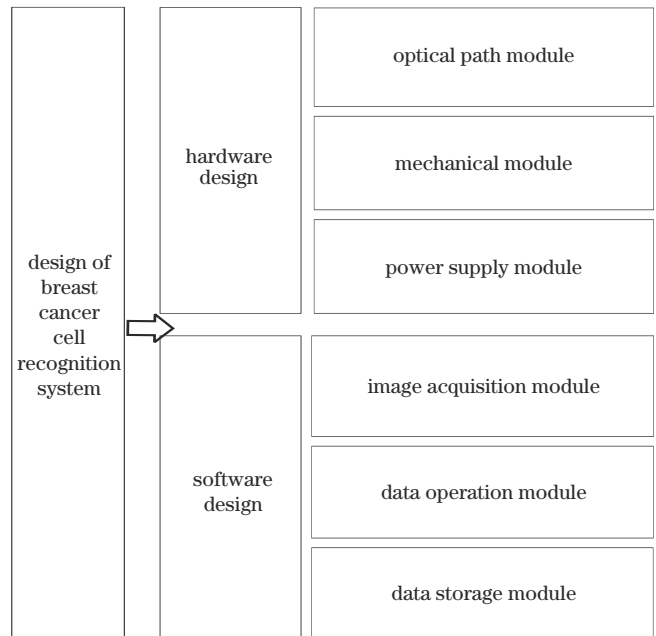 design of
breast
cancer
cell
recognition
system
hardware
design
optical path module
mechanical module
power supply module
software
design
image acquisition module
data operation module
data storage module